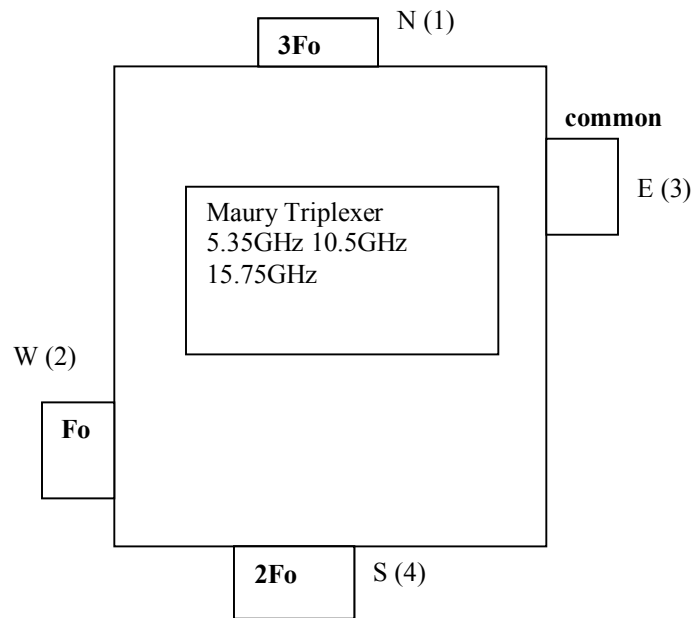 N (1)
3Fo
common
E (3)
Maury Triplexer
5.35GHz 10.5GHz
15.75GHz
W (2)
Fo
2Fo
S (4)